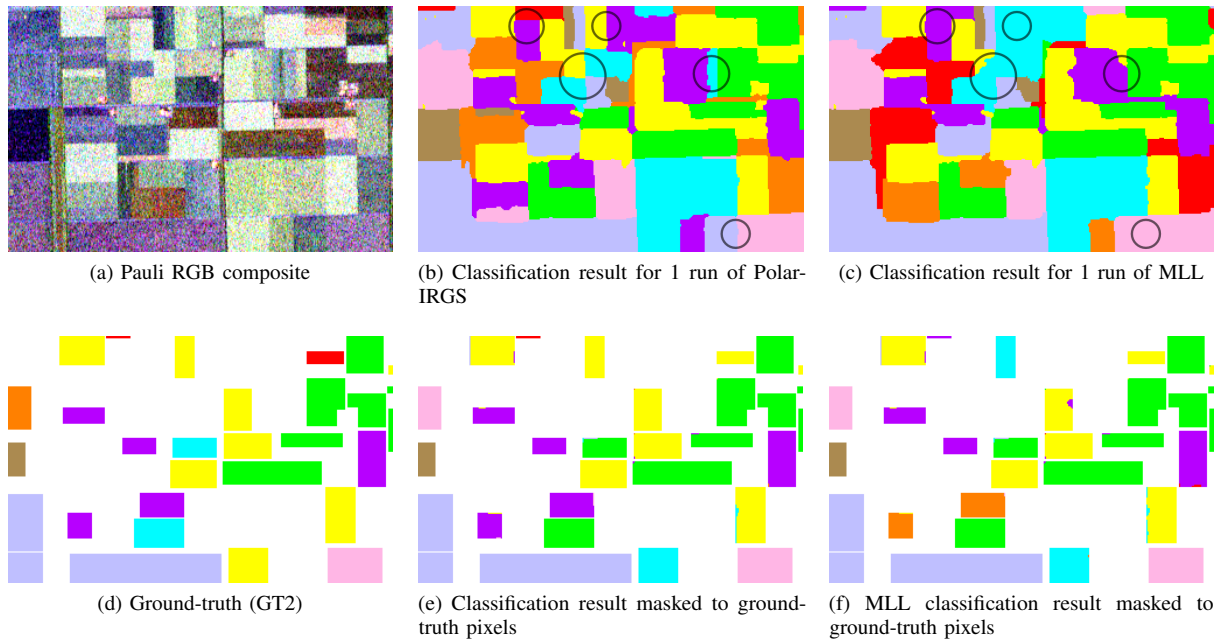 (a) Pauli RGB composite
(b) Classification result for 1 run of Polar-
IRGS
(c) Classification result for 1 run of MLL
(d) Ground-truth (GT2)
(e) Classification result masked to ground-
truth pixels
(f) MLL classification result masked to
ground-truth pixels